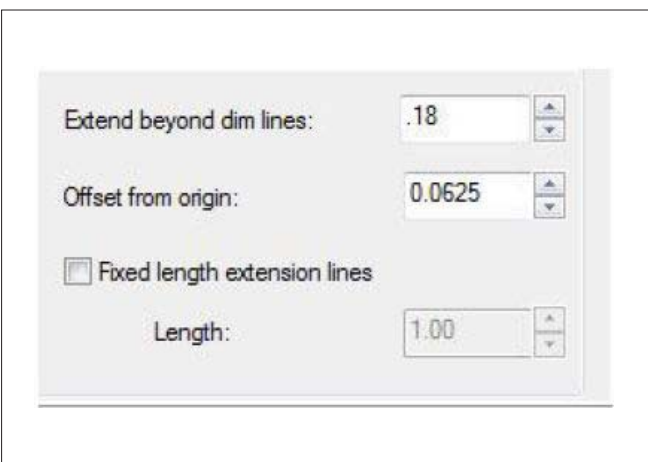 Extend beyond dim lines: .18
Offset from origin: 0.0625
Fixed length extension lines
Length: 1.00